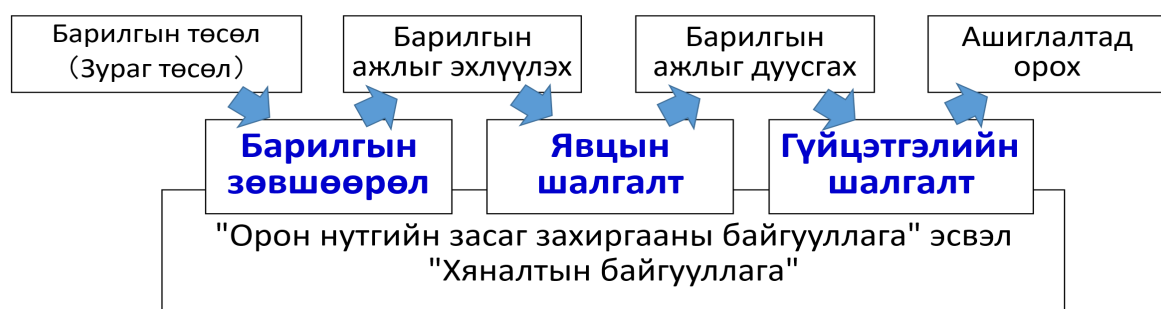 Барилгын төсөл
（Зураг төсөл）
Барилгын
ажлыг эхлүүлэх
Барилгын
ажлыг дуусгах
Ашиглалтад
орох
Барилгын
зөвшөөрөл
Явцын
шалгалт
Гүйцэтгэлийн
шалгалт
"Орон нутгийн засаг захиргааны байгууллага" эсвэл
"Хяналтын байгууллага"